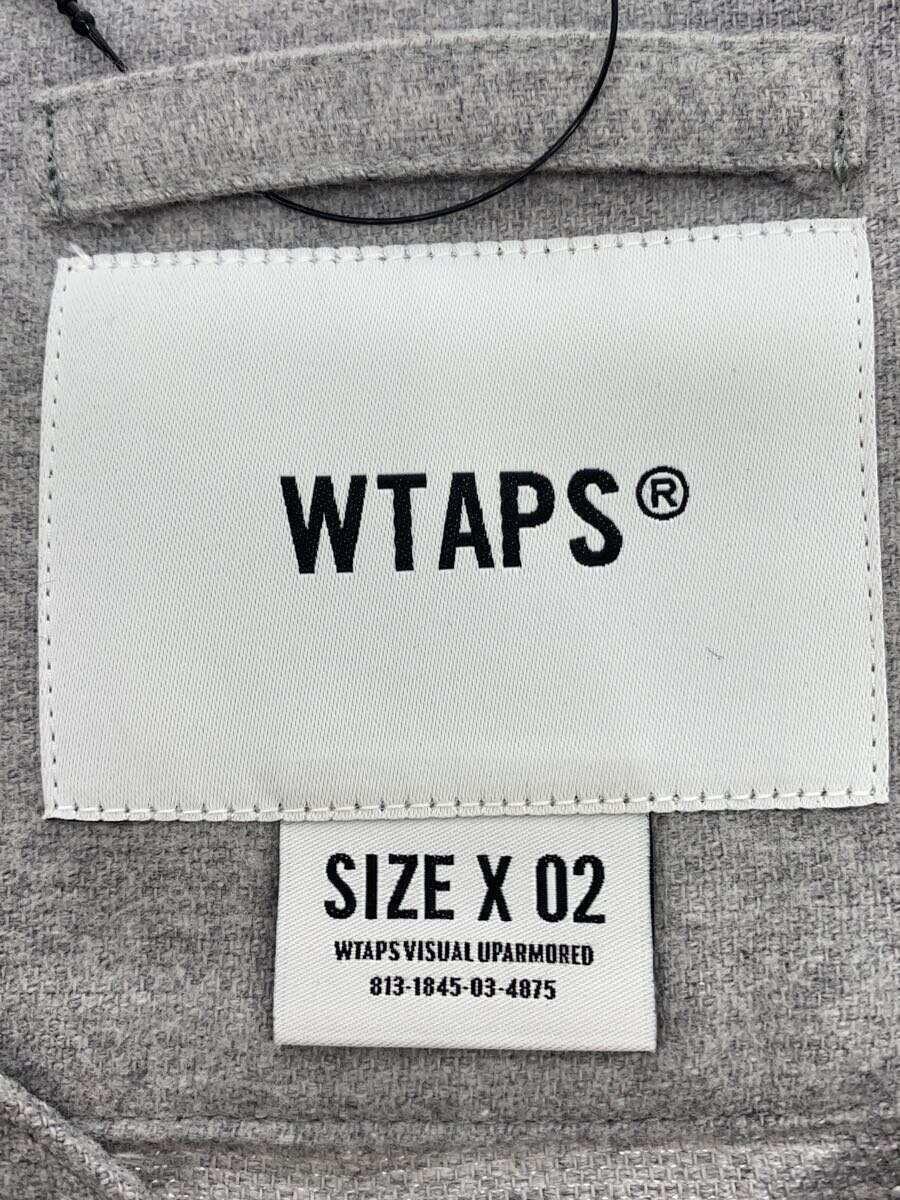 WTAPS®
SIZE X 02
WTAPS VISUAL UPARMORED
813-1845-03-4875